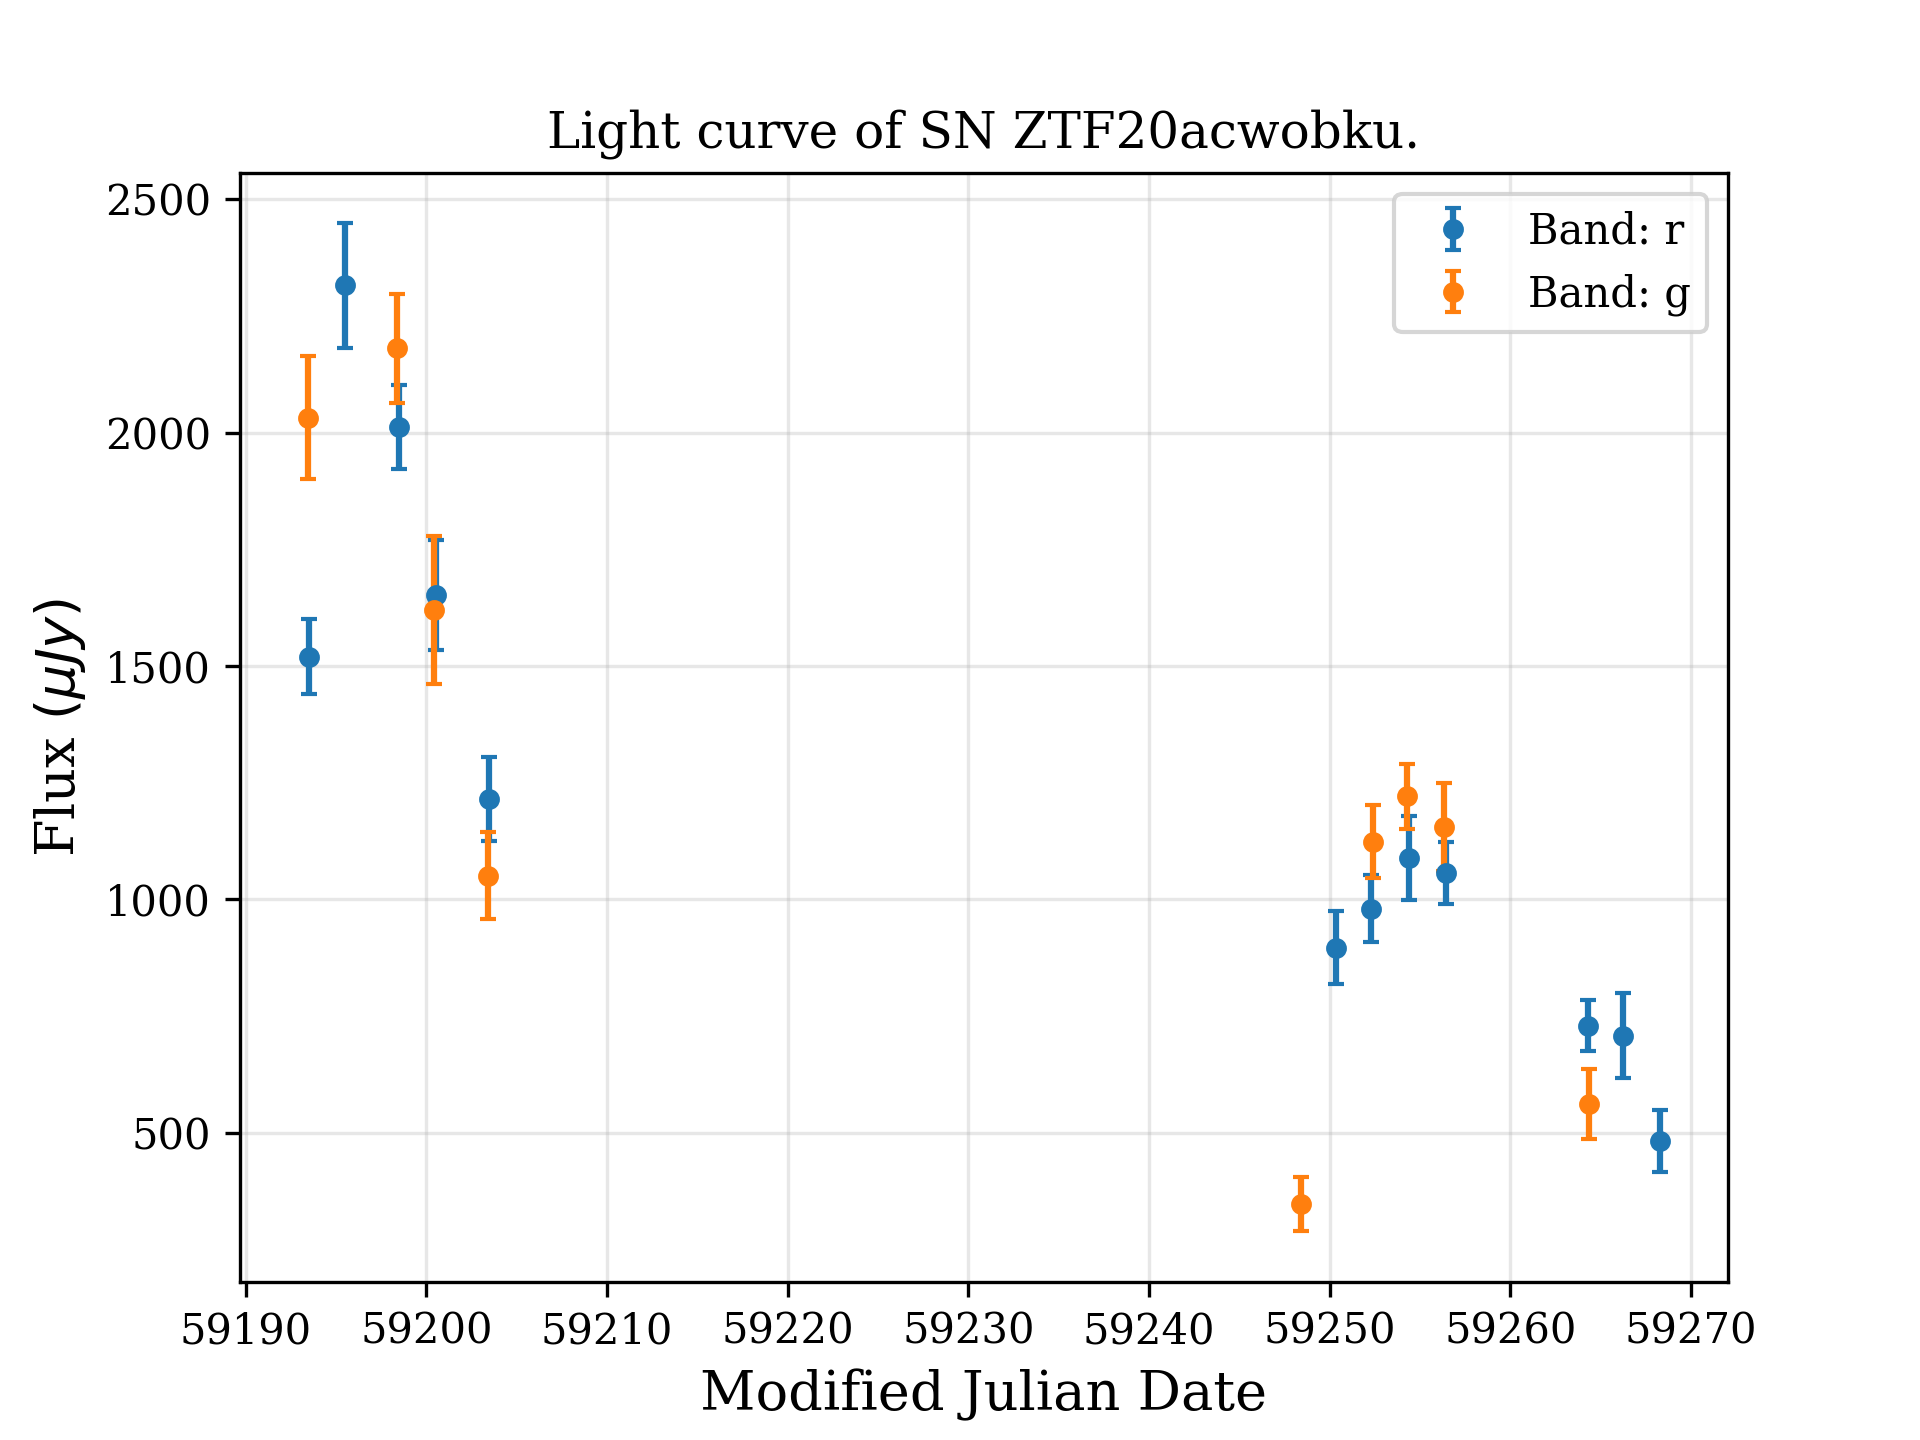 Light curve of SN ZTF20acwobku.
2500
2000
1500
1000
500
Flux (μJy)
Band: r
Band: g
59190 59200 59210 59220 59230 59240 59250 59260 59270
Modified Julian Date